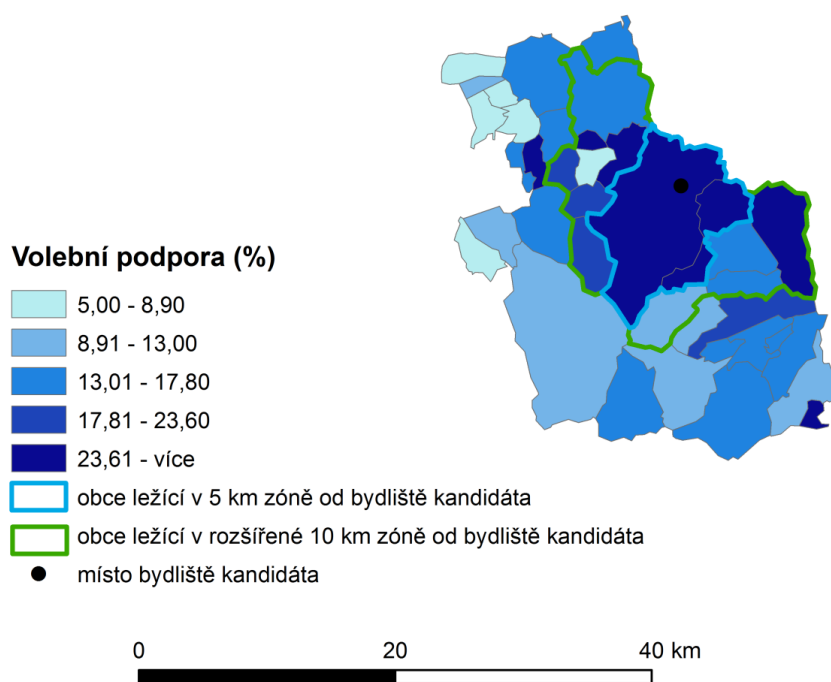 Volební podpora (%)
5,00 - 8,90
8,91 - 13,00
13,01 - 17,80
17,81 - 23,60
23,61 - více
obce ležící v 5 km zóně od bydliště kandidáta
obce ležící v rozšířené 10 km zóně od bydliště kandidáta
místo bydliště kandidáta
0 20 40 km